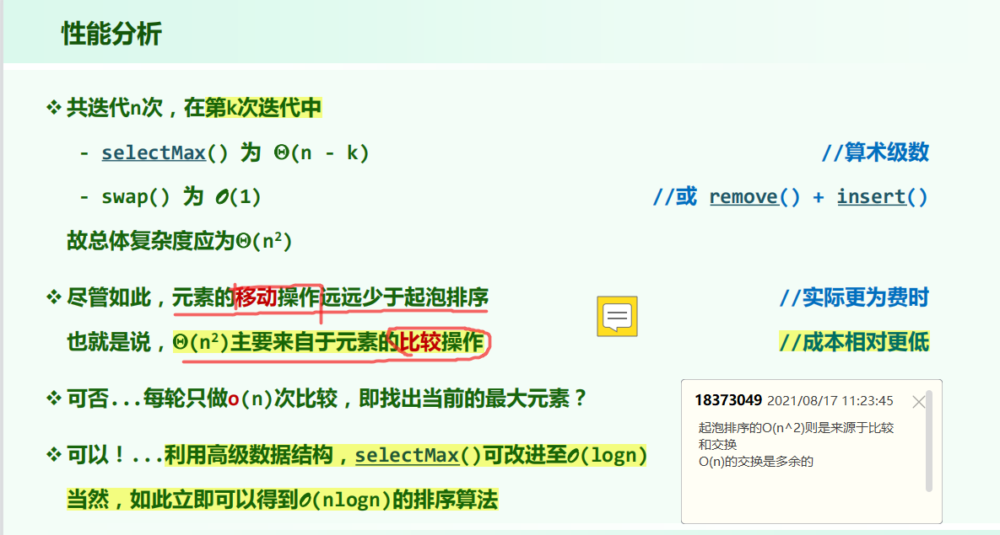 性能分析
❖ 共迭代n次，在第k次迭代中
- selectMax() 为 Θ(n - k) //算术级数
- swap() 为 𝒪(1) //或 remove() + insert()
故总体复杂度应为Θ(n²)
❖ 尽管如此，元素的移动操作远远少于起泡排序 //实际更为费时
也就是说，Θ(n²)主要来自于元素的比较操作 //成本相对更低
❖ 可否...每轮只做o(n)次比较，即找出当前的最大元素？
❖ 可以！...利用高级数据结构，selectMax()可改进至𝒪(logn)
当然，如此立即可以得到𝒪(nlogn)的排序算法
18373049 2021/08/17 11:23:45
起泡排序的O(n^2)则是来源于比较
和交换
O(n)的交换是多余的